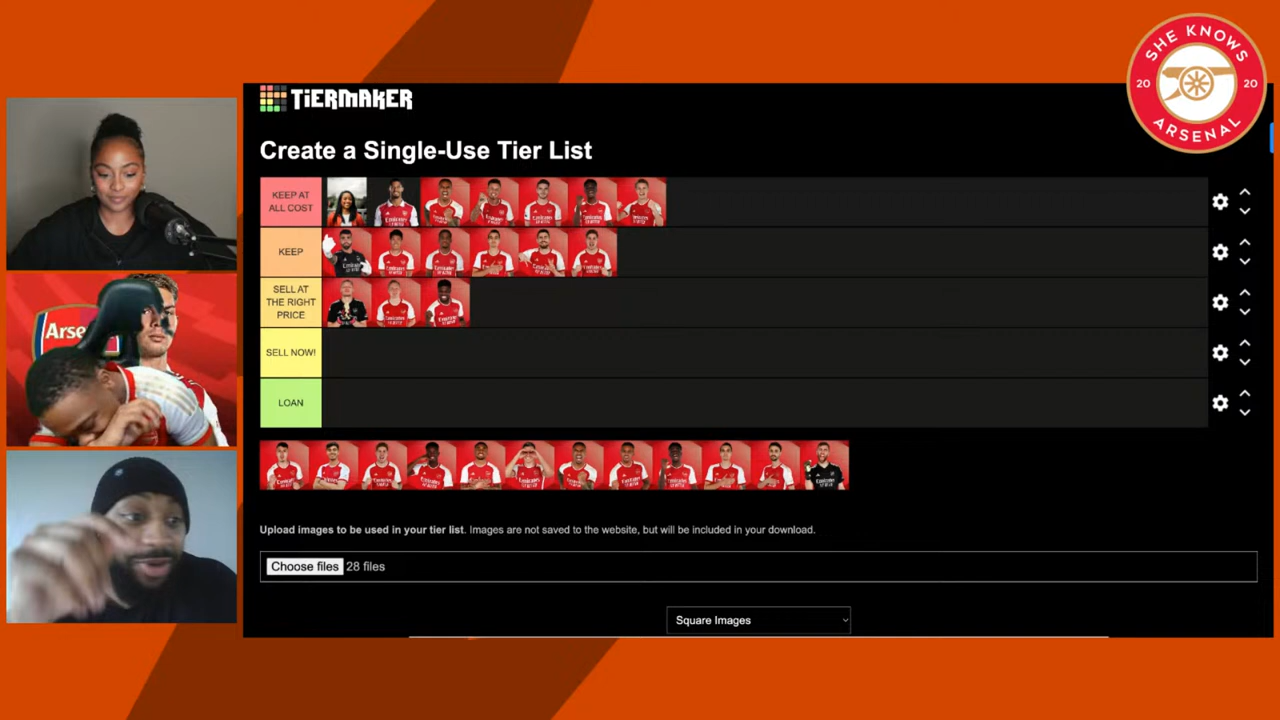 SHE KNOWS
20 20
ARSENAL
TiERMAKER
Create a Single-Use Tier List
KEEP AT
ALL COST
KEEP
SELL AT
THE RIGHT
PRICE
SELL NOW!
LOAN
Arse
Upload images to be used in your tier list. Images are not saved to the website, but will be included in your download.
Choose files 28 files
Square Images